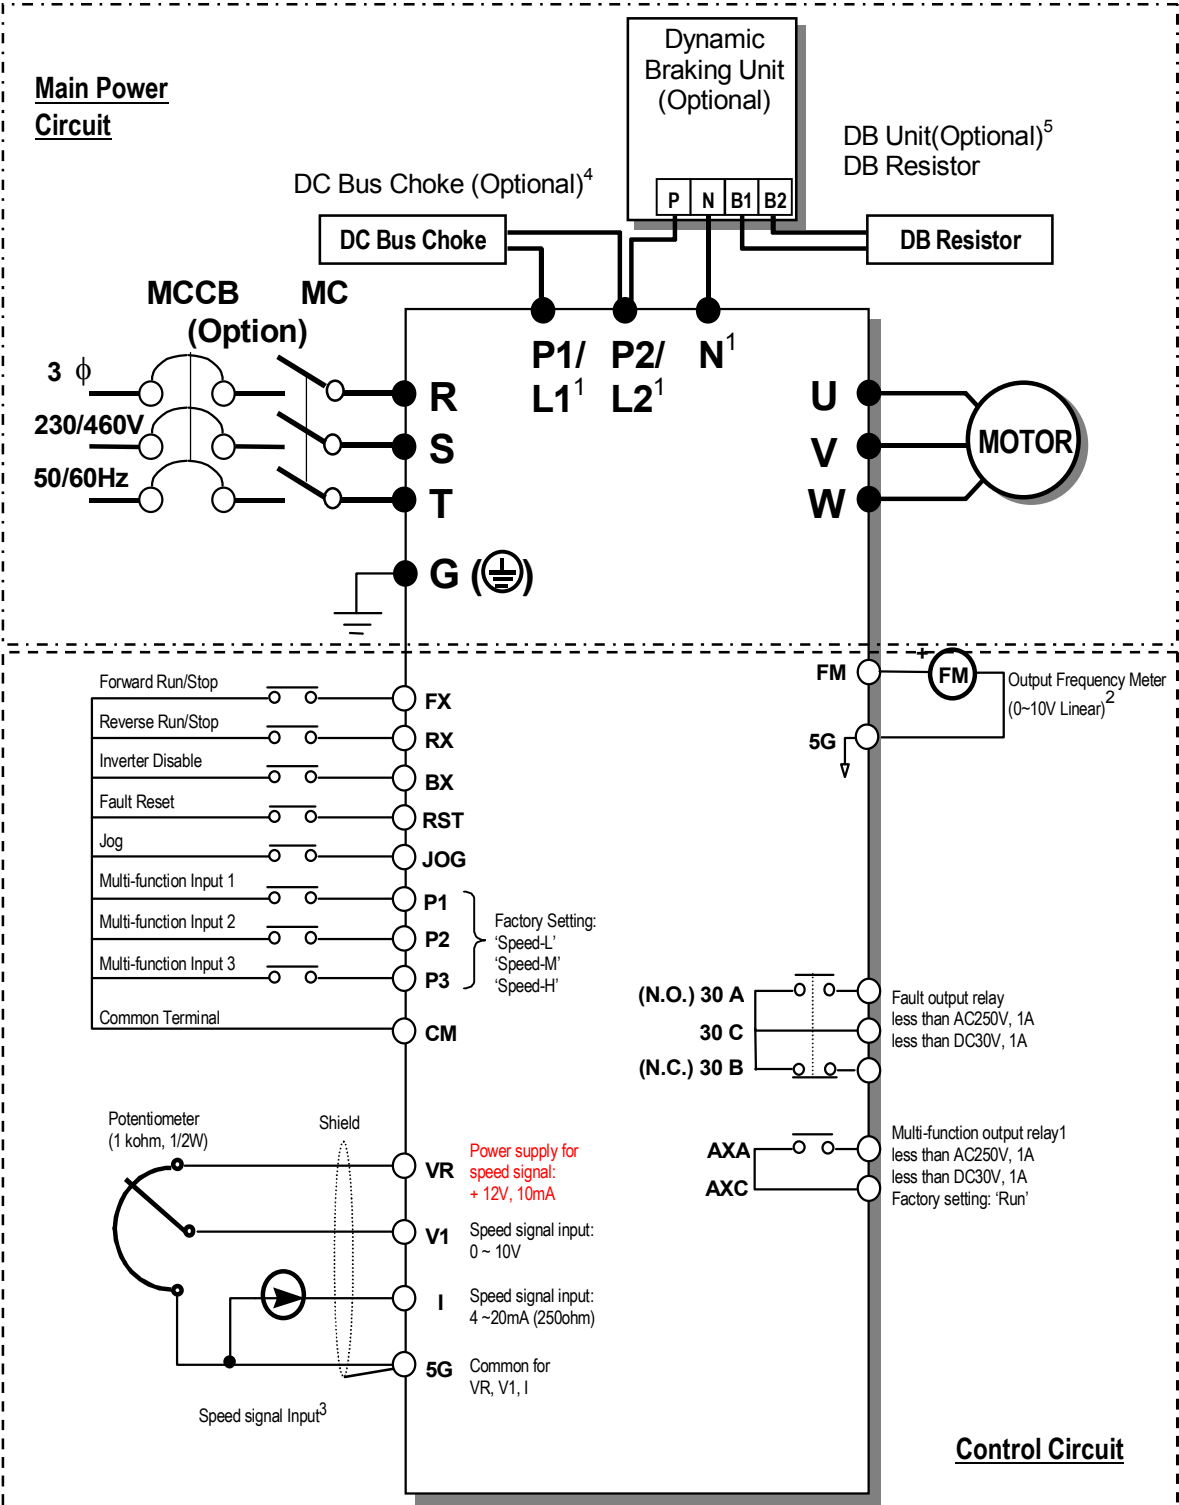 Dynamic
Braking Unit
(Optional)
Main Power
Circuit
DB Unit(Optional)5
DB Resistor
DC Bus Choke (Optional)4
P N B1 B2
DC Bus Choke
DB Resistor
MCCB MC
(Option)
3 ϕ
230/460V
50/60Hz
P1/ P2/ N1
L11 L21
R
S
T
G ( )
U
V
W
MOTOR
Forward Run/Stop
FX
Reverse Run/Stop
RX
Inverter Disable
BX
Fault Reset
RST
Jog
JOG
Multi-function Input 1
P1
Multi-function Input 2
P2
Multi-function Input 3
P3
Common Terminal
CM
Factory Setting:
‘Speed-L’
‘Speed-M’
‘Speed-H’
FM
+
FM
Output Frequency Meter
(0~10V Linear)2
5G
(N.O.) 30 A
30 C
(N.C.) 30 B
Fault output relay
less than AC250V, 1A
less than DC30V, 1A
AXA
AXC
Multi-function output relay1
less than AC250V, 1A
less than DC30V, 1A
Factory setting: ‘Run’
Potentiometer
(1 kohm, 1/2W)
Shield
VR
Power supply for
speed signal:
+ 12V, 10mA
V1
Speed signal input:
0 ~ 10V
I
Speed signal input:
4 ~20mA (250ohm)
5G
Common for
VR, V1, I
Speed signal Input3
Control Circuit